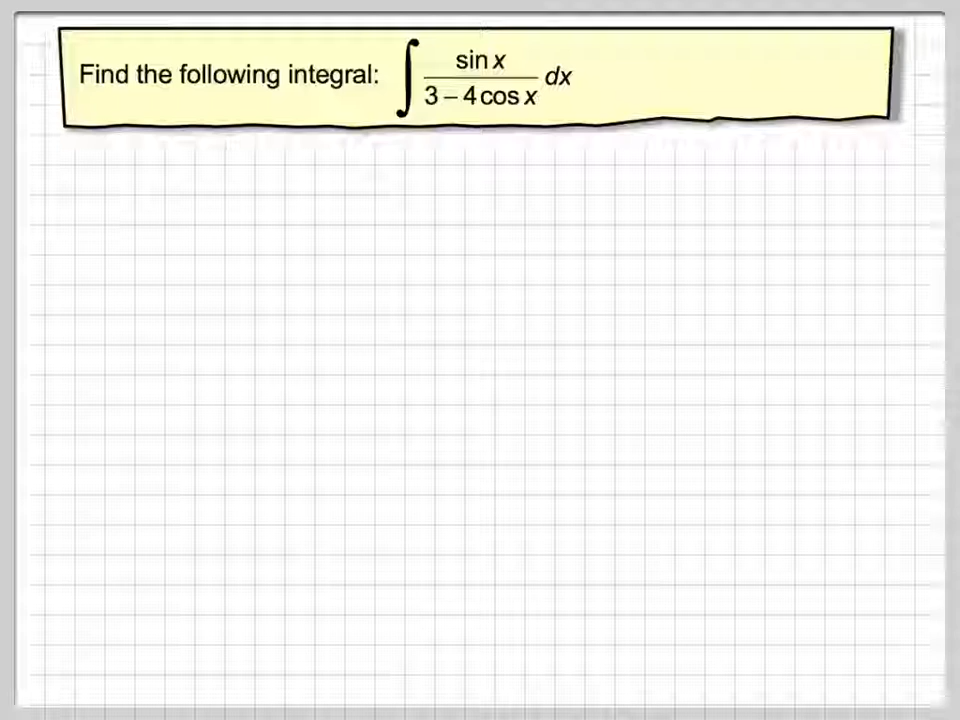 Find the following integral: ∫ sin x / (3 – 4 cos x) dx